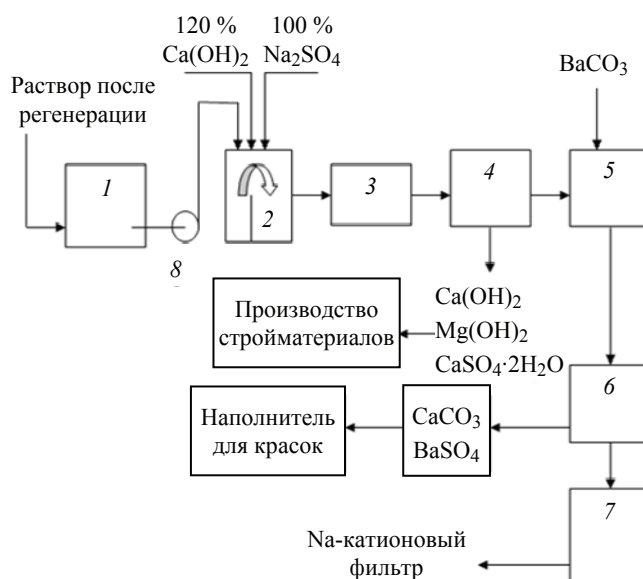 120 %
Ca(OH)2
100 %
Na2SO4
BaCO3
Раствор после
регенерации
1
2
3
4
5
8
Производство
стройматериалов
Ca(OH)2
Mg(OH)2
CaSO4·2H2O
6
Наполнитель
для красок
CaCO3
BaSO4
7
Na-катионовый
фильтр